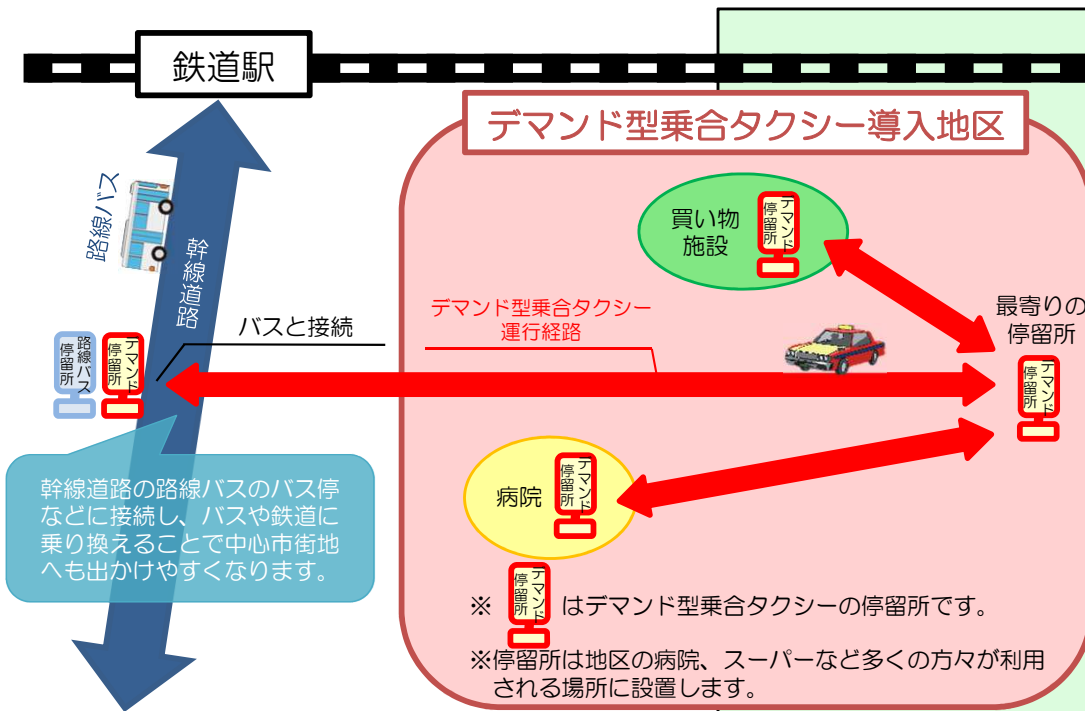 鉄道駅
デマンド型乗合タクシー導入地区
路線バス
幹線道路
買い物
施設
デマンド
停留所
最寄りの
停留所
デマンド
停留所
バスと接続
デマンド型乗合タクシー
運行経路
路線バス
停留所
デマンド
停留所
病院
デマンド
停留所
幹線道路の路線バスのバス停
などに接続し、バスや鉄道に
乗り換えることで中心市街地
へも出かけやすくなります。
※ デマンド
停留所
はデマンド型乗合タクシーの停留所です。
※停留所は地区の病院、スーパーなど多くの方々が利用
される場所に設置します。